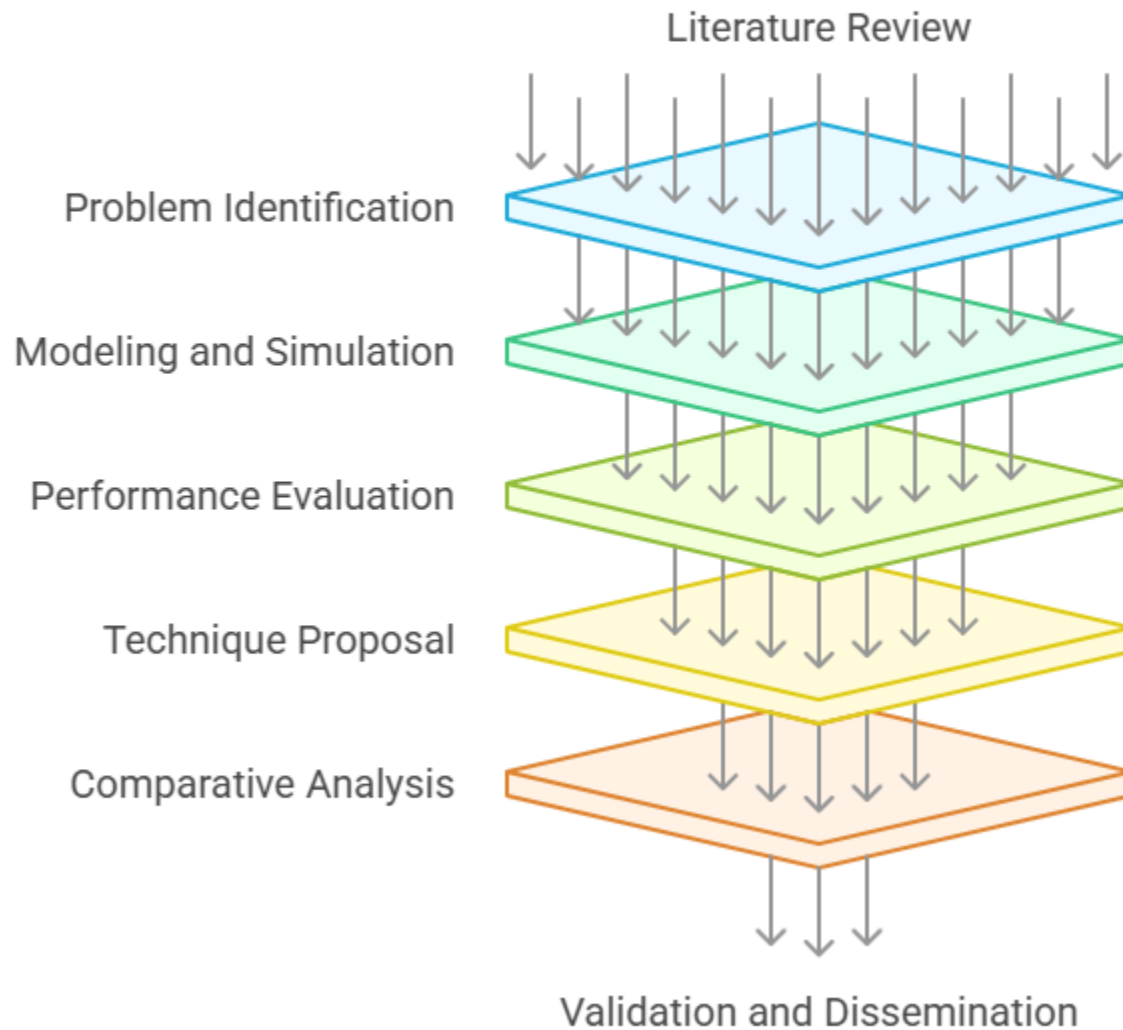 Literature Review
Problem Identification
Modeling and Simulation
Performance Evaluation
Technique Proposal
Comparative Analysis
Validation and Dissemination